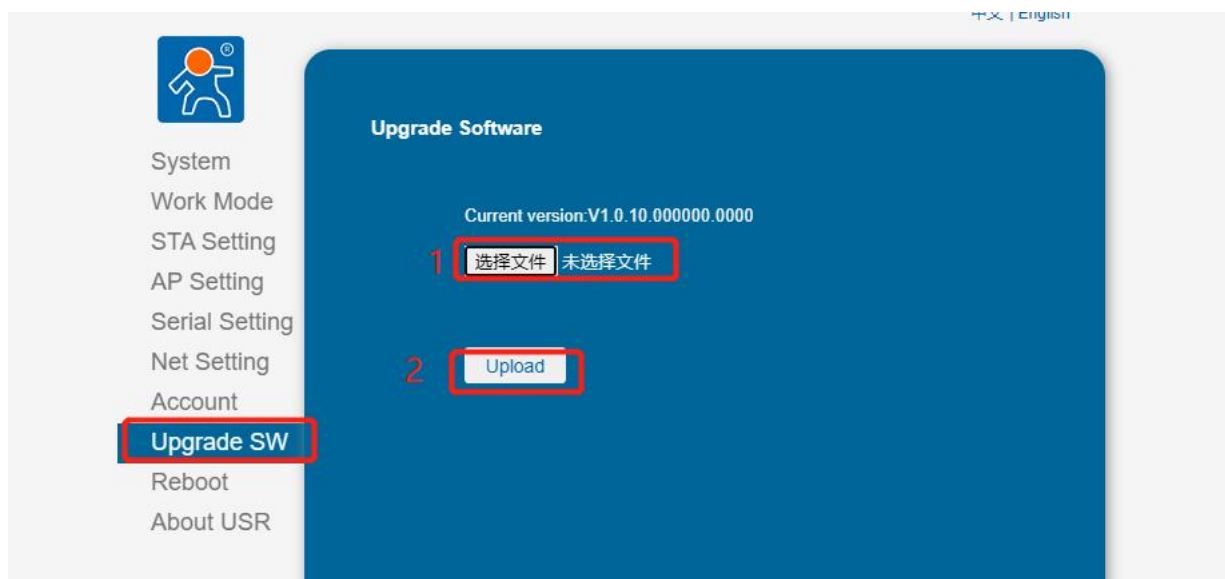 中文 | English
®
Upgrade Software
System
Work Mode
STA Setting
AP Setting
Serial Setting
Net Setting
Account
Upgrade SW
Reboot
About USR
Current version:V1.0.10.000000.0000
1 选择文件 未选择文件
2 Upload